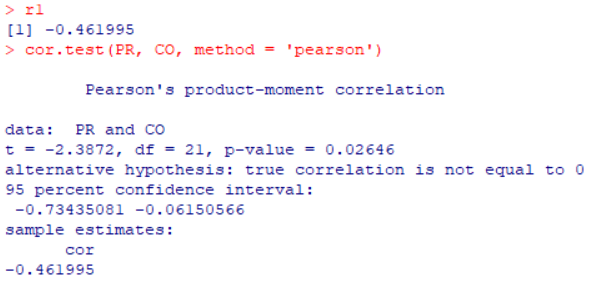 > r1
[1] -0.461995
> cor.test(PR, CO, method = 'pearson')
Pearson's product-moment correlation
data:  PR and CO
t = -2.3872, df = 21, p-value = 0.02646
alternative hypothesis: true correlation is not equal to 0
95 percent confidence interval:
-0.73435081 -0.06150566
sample estimates:
cor
-0.461995